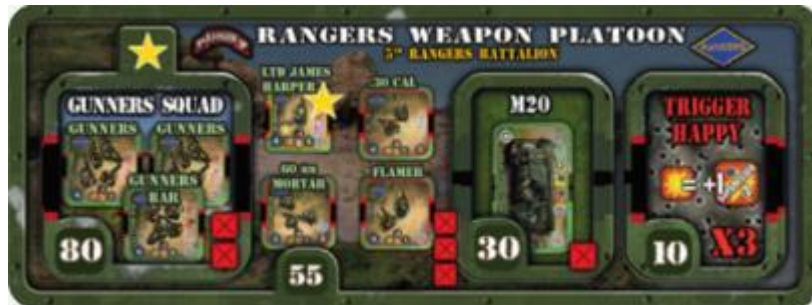 RANGERS WEAPON PLATOON
5TH RANGERS BATTALION
GUNNERS SQUAD
GUNNERS GUNNERS
GUNNERS
BAR
80
LTD JAMES
HARPER
.30 CAL
60 MM
MORTAR
FLAMER
55
M20
30
TRIGGER
HAPPY
= +1
10 X3